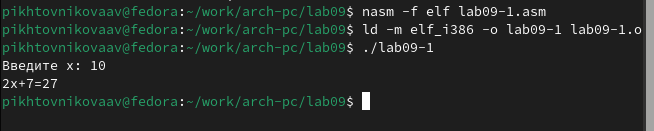 pikhtovnikovaav@fedora:~/work/arch-pc/lab09$ nasm -f elf lab09-1.asm
pikhtovnikovaav@fedora:~/work/arch-pc/lab09$ ld -m elf_i386 -o lab09-1 lab09-1.o
pikhtovnikovaav@fedora:~/work/arch-pc/lab09$ ./lab09-1
Введите x: 10
2x+7=27
pikhtovnikovaav@fedora:~/work/arch-pc/lab09$